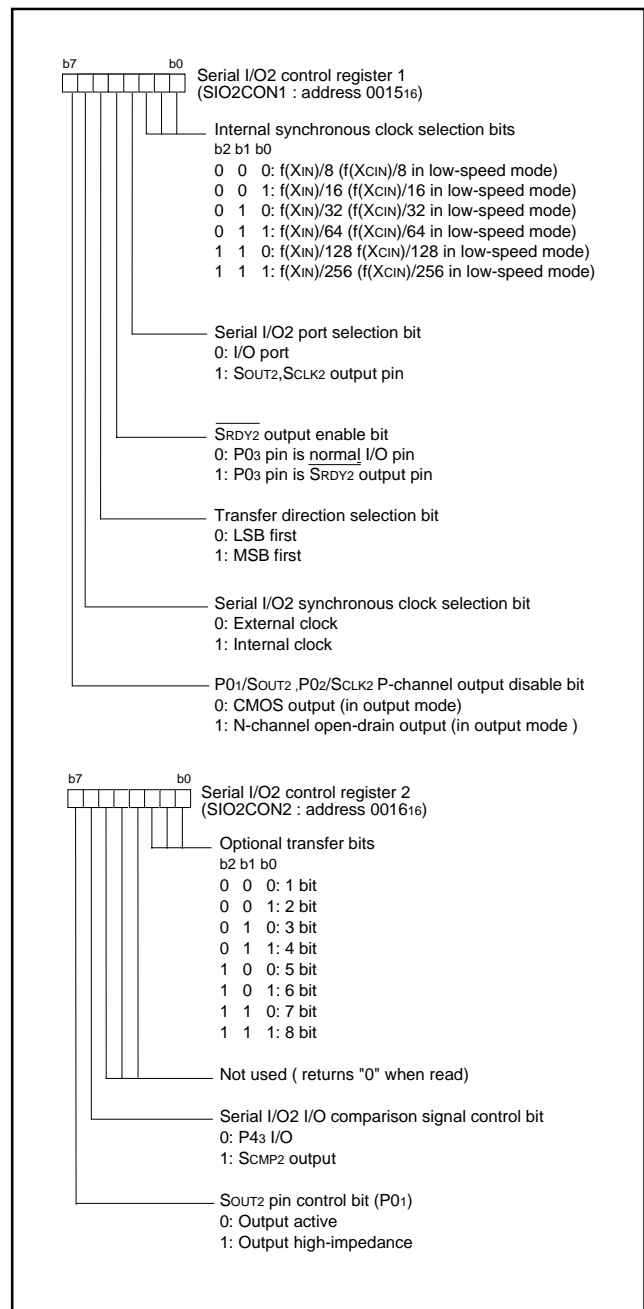 b7 b0
Serial I/O2 control register 1
(SIO2CON1 : address 001516)
Internal synchronous clock selection bits
b2 b1 b0
0 0 0: f(XIN)/8 (f(XCIN)/8 in low-speed mode)
0 0 1: f(XIN)/16 (f(XCIN)/16 in low-speed mode)
0 1 0: f(XIN)/32 (f(XCIN)/32 in low-speed mode)
0 1 1: f(XIN)/64 (f(XCIN)/64 in low-speed mode)
1 1 0: f(XIN)/128 f(XCIN)/128 in low-speed mode)
1 1 1: f(XIN)/256 (f(XCIN)/256 in low-speed mode)
Serial I/O2 port selection bit
0: I/O port
1: SOUT2,SCLK2 output pin
SRDY2 output enable bit
0: P03 pin is normal I/O pin
1: P03 pin is SRDY2 output pin
Transfer direction selection bit
0: LSB first
1: MSB first
Serial I/O2 synchronous clock selection bit
0: External clock
1: Internal clock
P01/SOUT2 ,P02/SCLK2 P-channel output disable bit
0: CMOS output (in output mode)
1: N-channel open-drain output (in output mode )
b7 b0
Serial I/O2 control register 2
(SIO2CON2 : address 001616)
Optional transfer bits
b2 b1 b0
0 0 0: 1 bit
0 0 1: 2 bit
0 1 0: 3 bit
0 1 1: 4 bit
1 0 0: 5 bit
1 0 1: 6 bit
1 1 0: 7 bit
1 1 1: 8 bit
Not used ( returns "0" when read)
Serial I/O2 I/O comparison signal control bit
0: P43 I/O
1: SCMP2 output
SOUT2 pin control bit (P01)
0: Output active
1: Output high-impedance